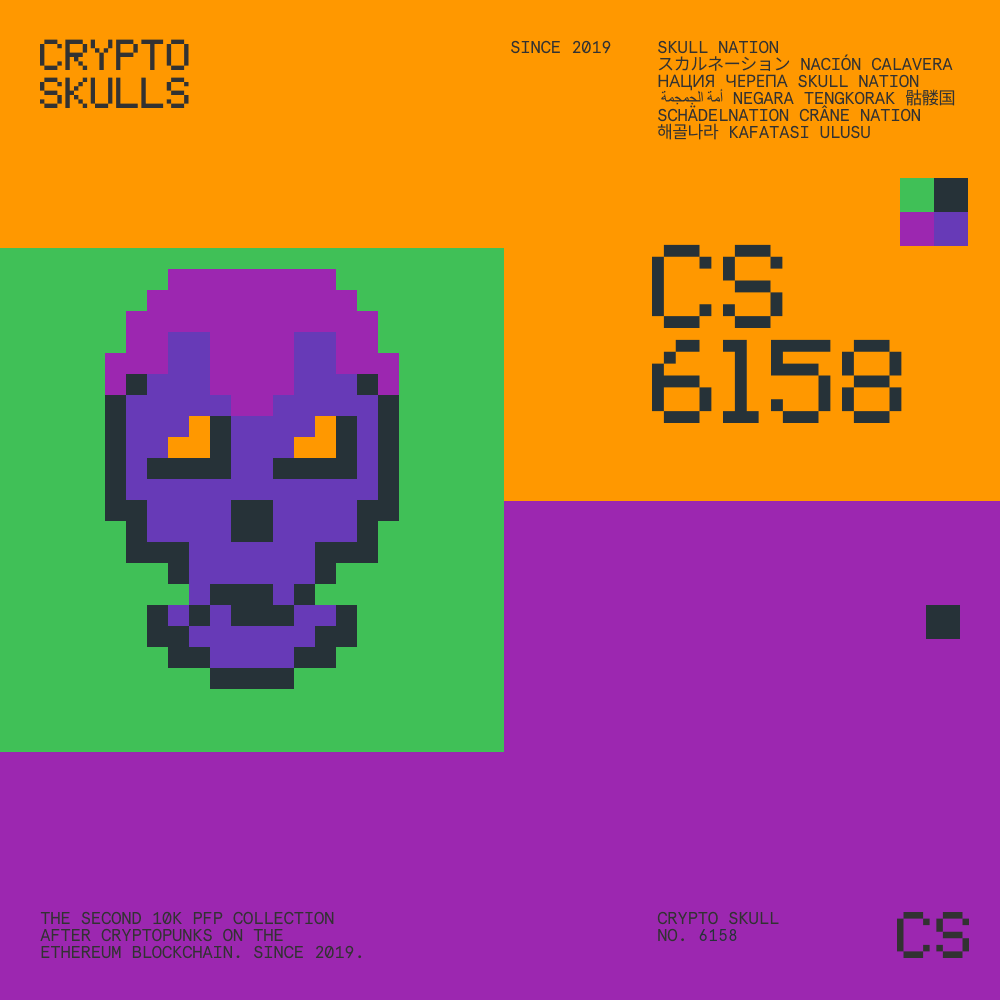 CRYPTO
SKULLS
SINCE 2019
SKULL NATION
スカルネーション NACIÓN CALAVERA
НАЦИЯ ЧЕРЕПА SKULL NATION
أمة الجمجمة NEGARA TENGKORAK 骷髅国
SCHÄDELNATION CRÂNE NATION
해골나라 KAFATASI ULUSU
CS
6158
THE SECOND 10K PFP COLLECTION
AFTER CRYPTOPUNKS ON THE
ETHEREUM BLOCKCHAIN. SINCE 2019.
CRYPTO SKULL
NO. 6158
CS